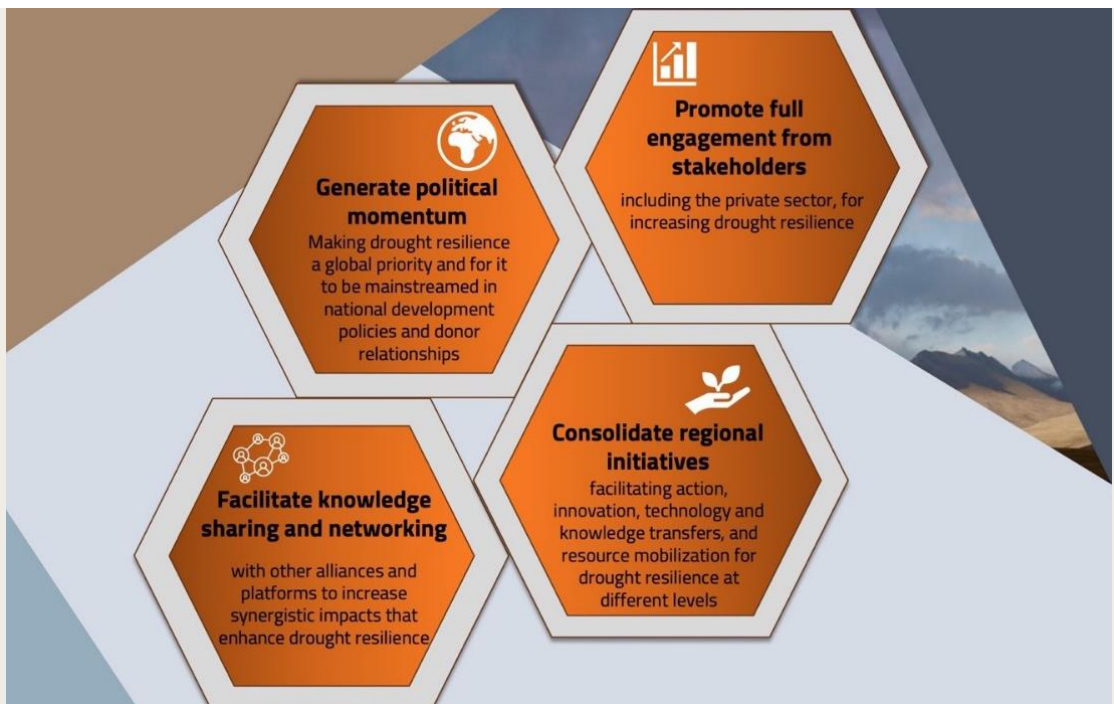 Generate political
momentum
Making drought resilience
a global priority and for it
to be mainstreamed in
national development
policies and donor
relationships
Promote full
engagement from
stakeholders
including the private sector, for
increasing drought resilience
Facilitate knowledge
sharing and networking
with other alliances and
platforms to increase
synergistic impacts that
enhance drought resilience
Consolidate regional
initiatives
facilitating action,
innovation, technology and
knowledge transfers, and
resource mobilization for
drought resilience at
different levels